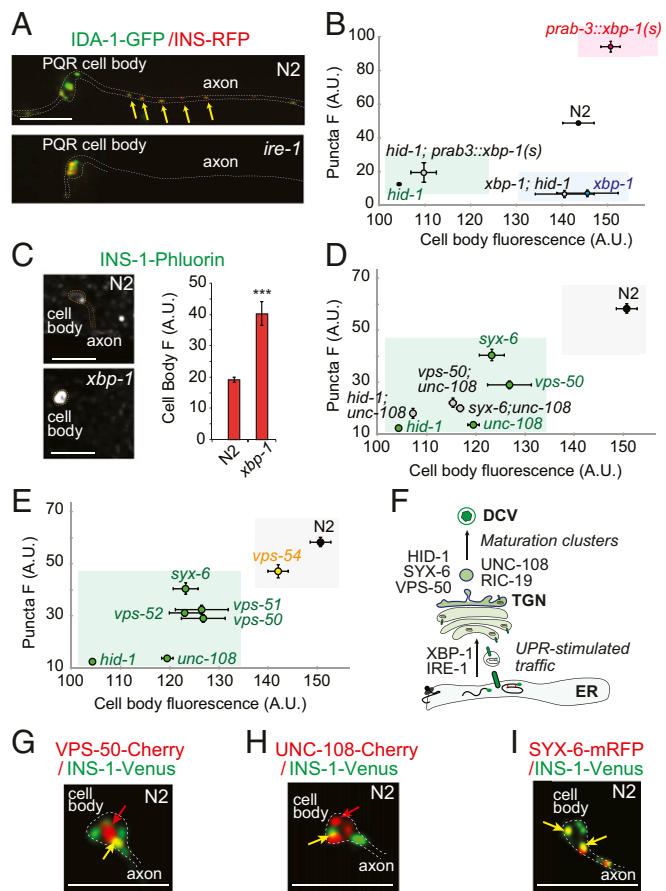 A
IDA-1-GFP /INS-RFP
PQR cell body
axon
N2
PQR cell body
axon
ire-1
B
Puncta F (A.U.)
100
80
60
40
20
0
prab-3::xbp-1(s)
N2
hid-1; prab3::xbp-1(s)
hid-1
xbp-1; hid-1
xbp-1
100 110 120 130 140 150
Cell body fluorescence (A.U.)
C
INS-1-Phluorin
N2
cell
body
axon
xbp-1
cell
body
Cell Body F (A.U.)
50
40
30
20
10
0
***
N2
xbp-1
D
Puncta F (A.U.)
70
50
30
10
N2
syx-6
vps-50;
unc-108
vps-50
hid-1;
unc-108
syx-6;unc-108
hid-1
unc-108
100 110 120 130 140 150
Cell body fluorescence (A.U.)
E
Puncta F (A.U.)
70
50
30
10
N2
vps-54
syx-6
vps-52
vps-51
vps-50
hid-1
unc-108
100 110 120 130 140 150
Cell body fluorescence (A.U.)
F
DCV
Maturation clusters
HID-1
SYX-6
VPS-50
UNC-108
RIC-19
TGN
XBP-1
IRE-1
UPR-stimulated
traffic
ER
G
VPS-50-Cherry
/INS-1-Venus
cell
body
N2
axon
H
UNC-108-Cherry
/INS-1-Venus
cell
body
N2
axon
I
SYX-6-mRFP
/INS-1-Venus
cell
body
N2
axon